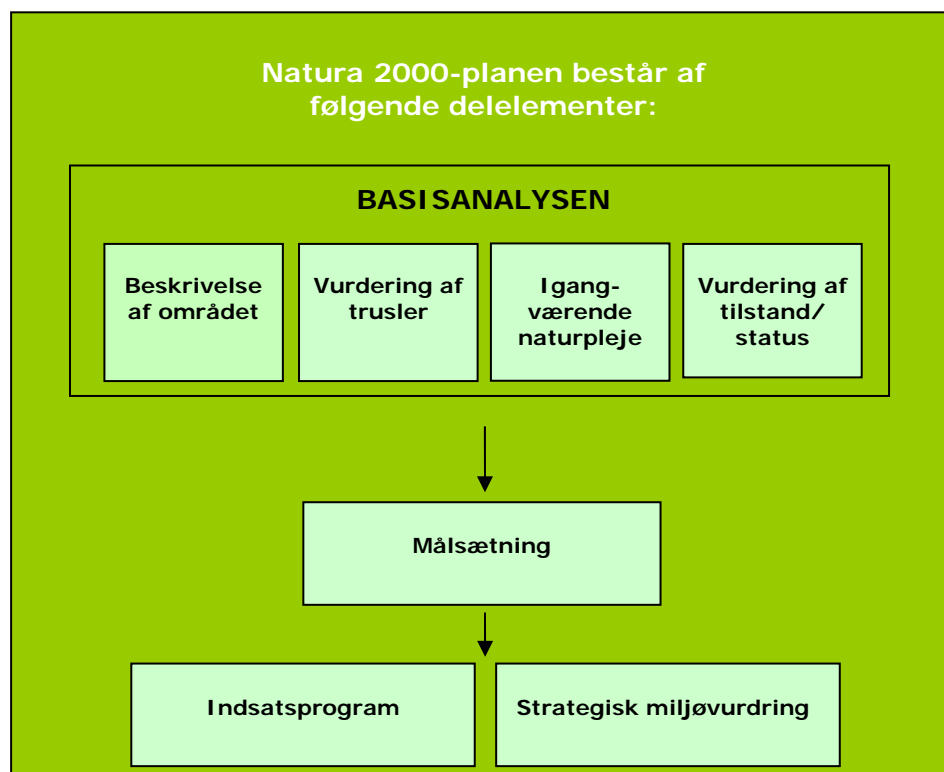 Natura 2000-planen består af
følgende delelementer:
BASISANALYSEN
Beskrivelse
af området
Vurdering af
trusler
Igang-
værende
naturpleje
Vurdering af
tilstand/
status
Målsætning
Indsatsprogram
Strategisk miljøvurdring